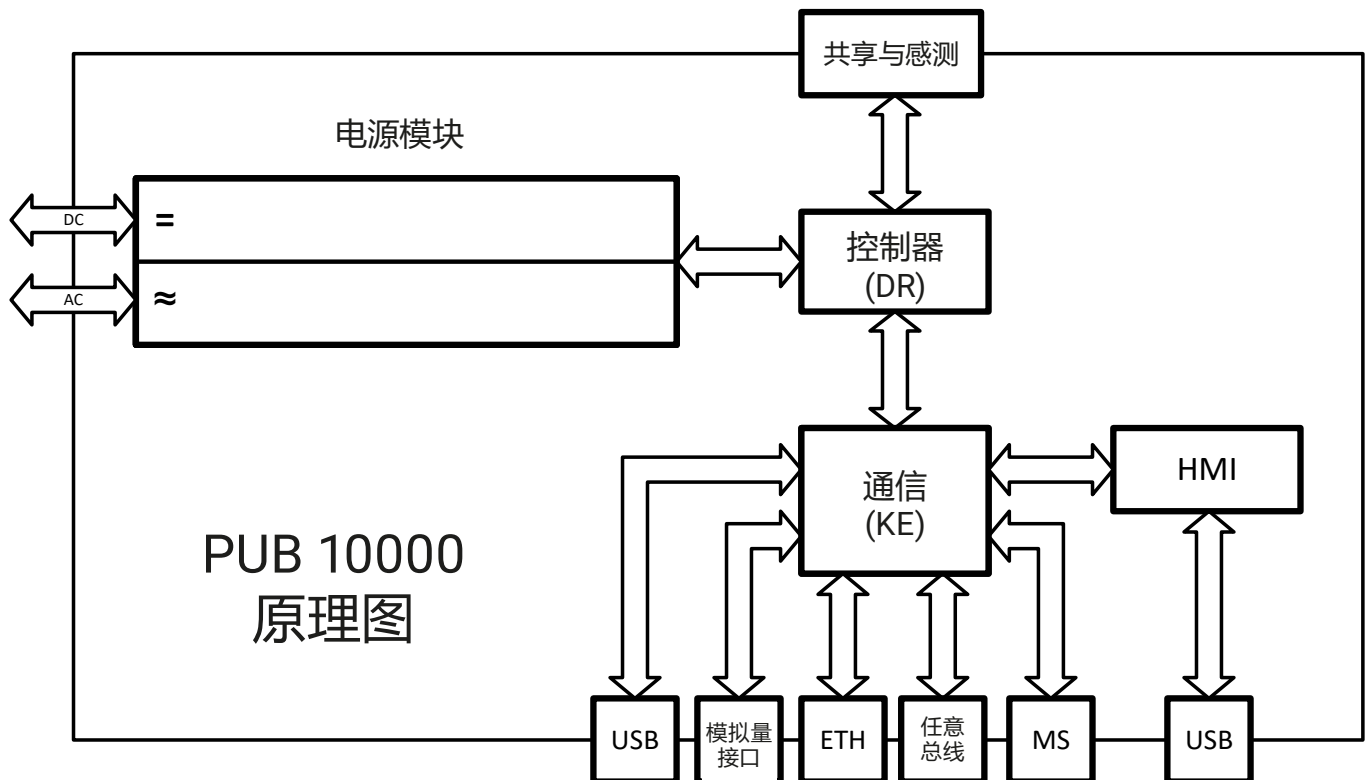 共享与感测
电源模块
DC
=
控制器
(DR)
AC
≈
通信
(KE)
HMI
PUB 10000
原理图
USB
模拟量
接口
ETH
任意
总线
MS
USB